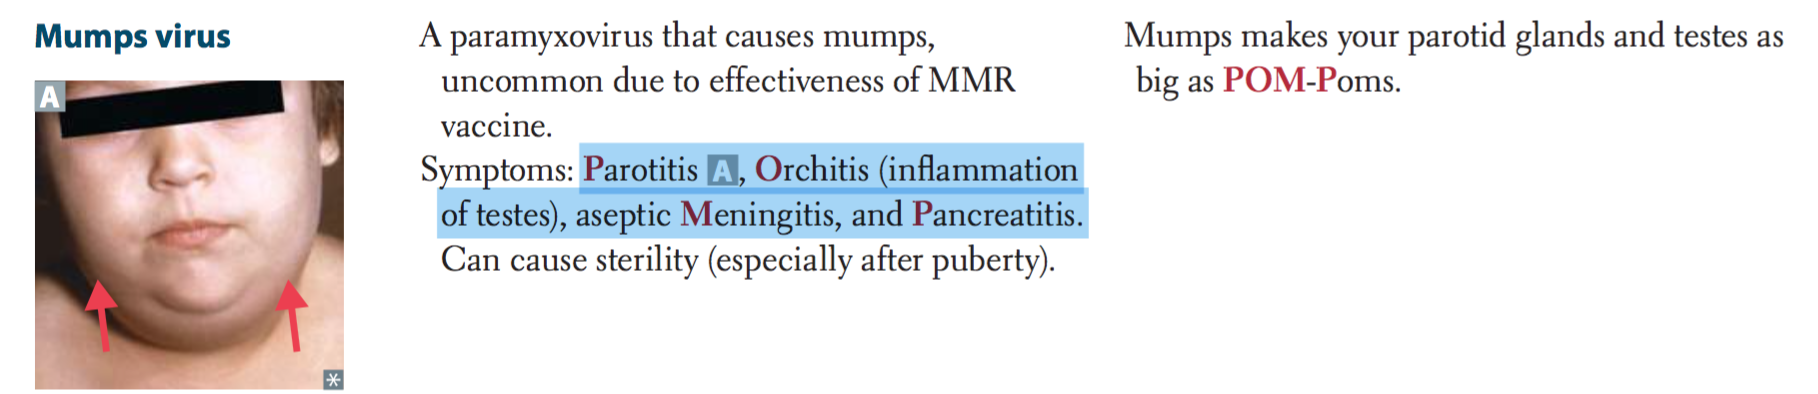 Mumps virus
A
*
A paramyxovirus that causes mumps,
uncommon due to effectiveness of MMR
vaccine.
Symptoms: Parotitis A, Orchitis (inflammation
of testes), aseptic Meningitis, and Pancreatitis.
Can cause sterility (especially after puberty).
Mumps makes your parotid glands and testes as
big as POM-Poms.